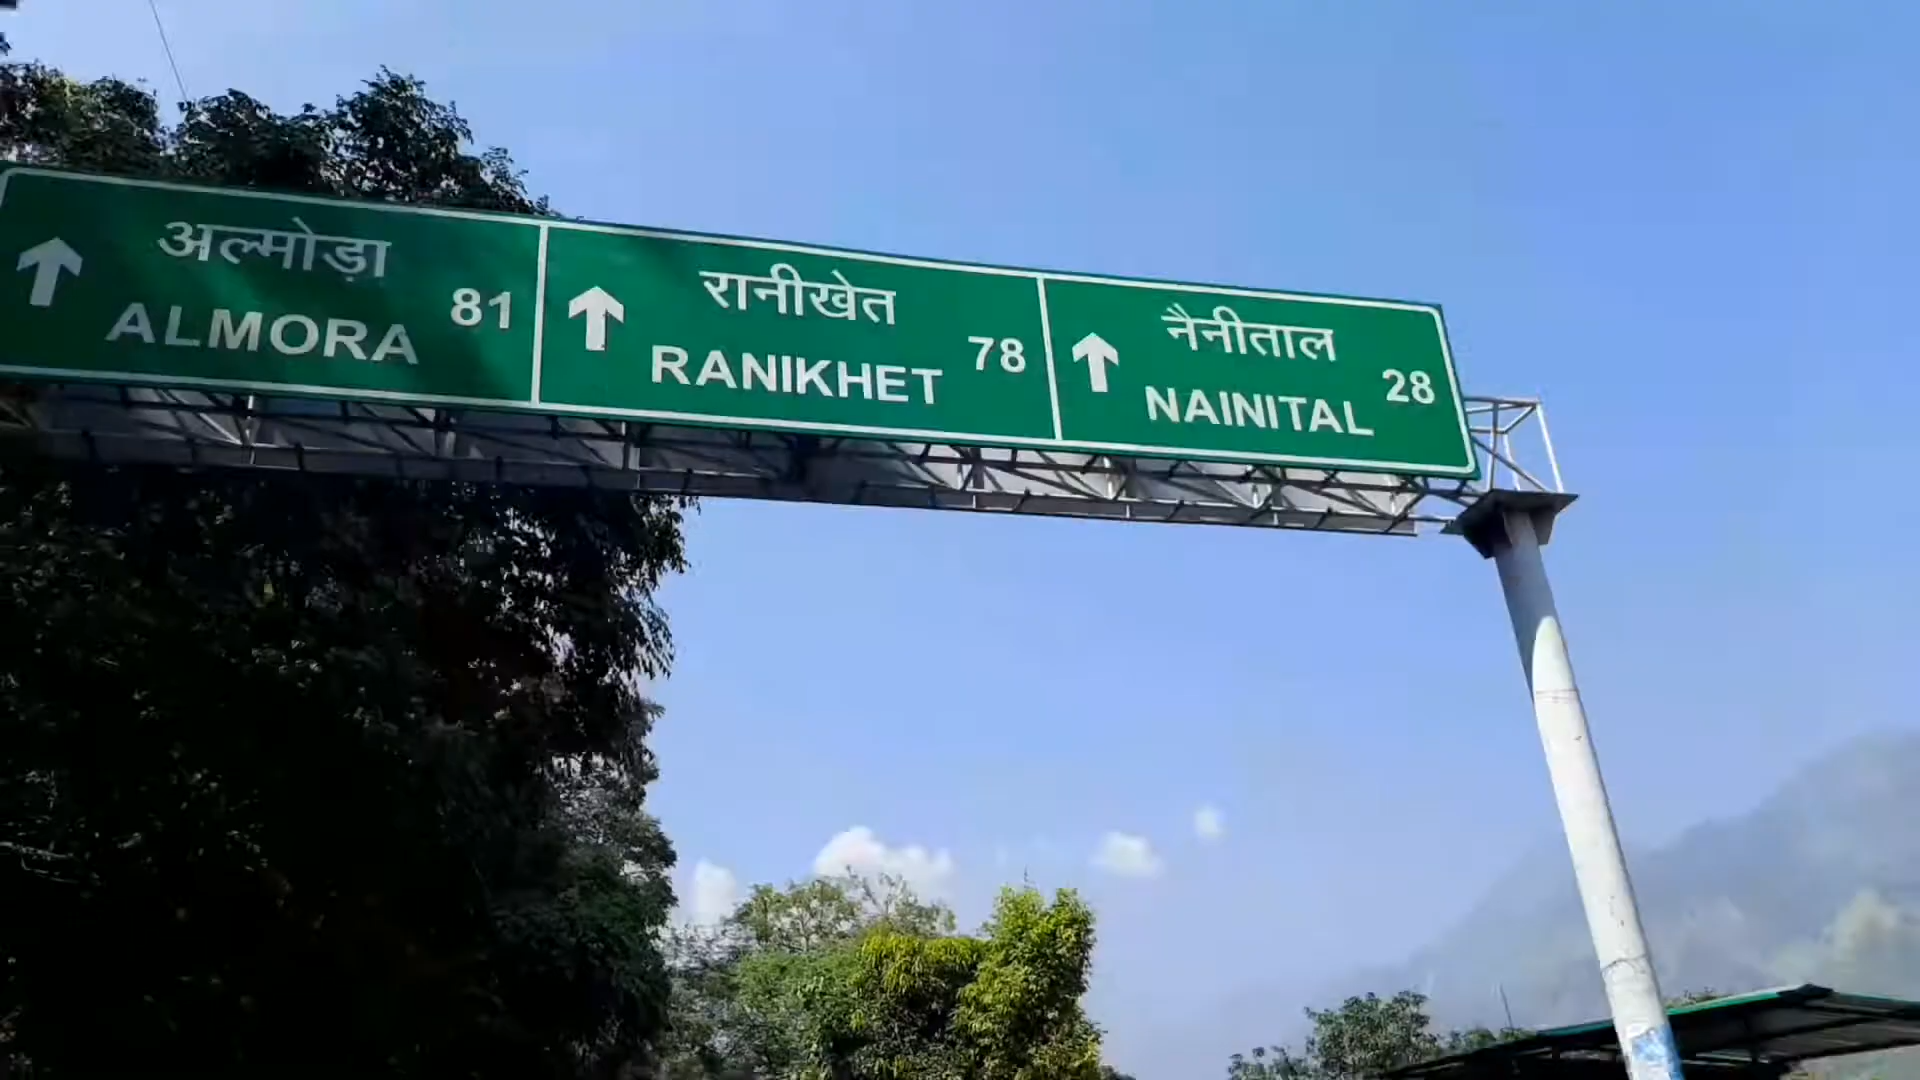 अल्मोड़ा
ALMORA 81
रानीखेत
RANIKHET 78
नैनीताल
NAINITAL 28